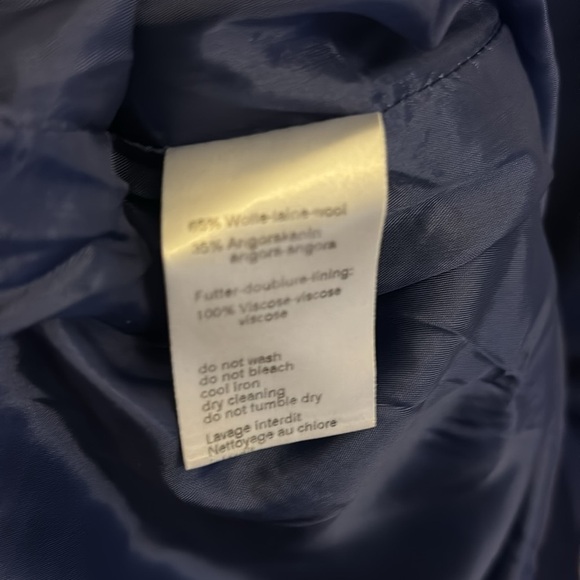 65% Wolle-laine-wool
35% Angorakanin
angora-angora
Futter-doublure-lining:
100% Viscose-viscose
viscose
do not wash
do not bleach
cool iron
dry cleaning
do not tumble dry
Lavage interdit
Nettoyage au chlore